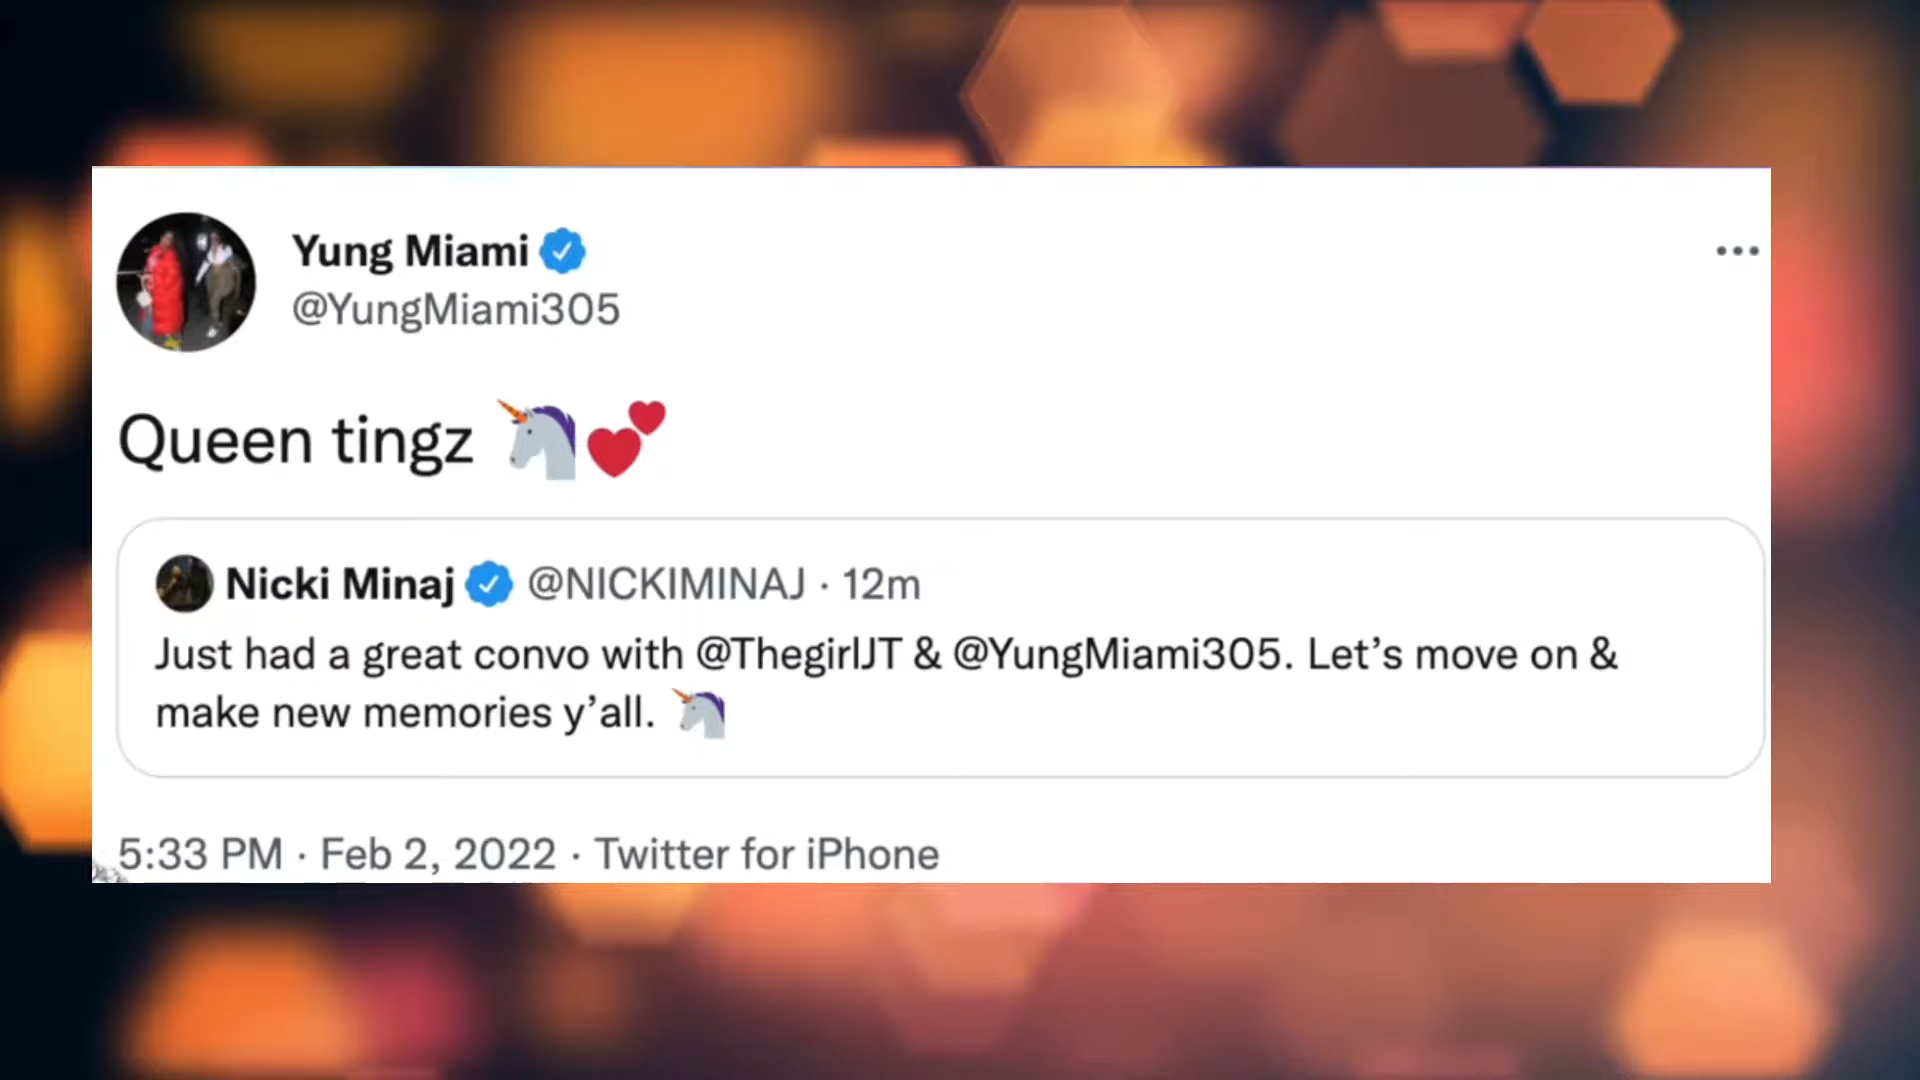 Yung Miami
@YungMiami305
Queen tingz 🦄💕
Nicki Minaj @NICKIMINAJ · 12m
Just had a great convo with @ThegirlJT & @YungMiami305. Let’s move on &
make new memories y’all. 🦄
5:33 PM · Feb 2, 2022 · Twitter for iPhone